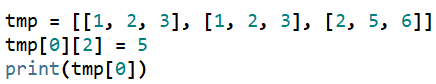 tmp = [[1, 2, 3], [1, 2, 3], [2, 5, 6]]
tmp[0][2] = 5
print(tmp[0])